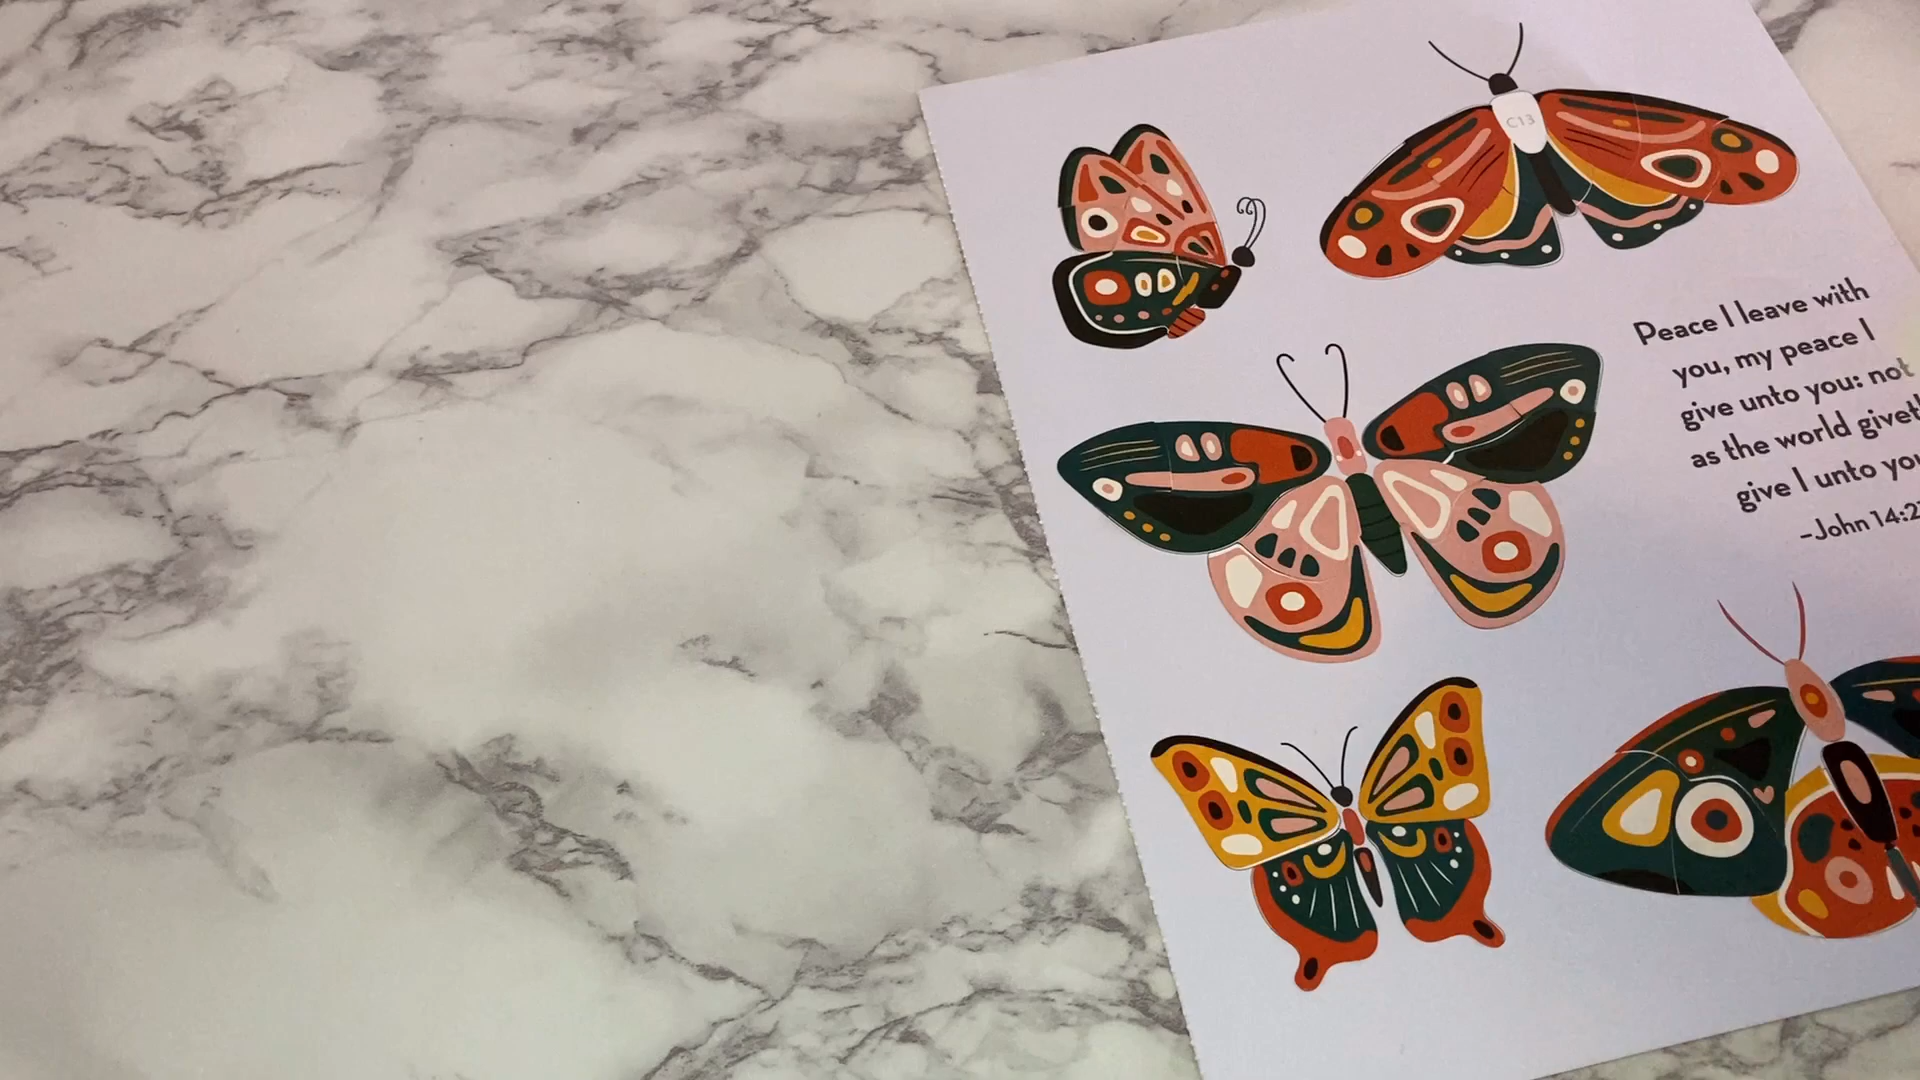 C13
Peace I leave with
you, my peace I
give unto you: not
as the world giveth
give I unto you
–John 14:27